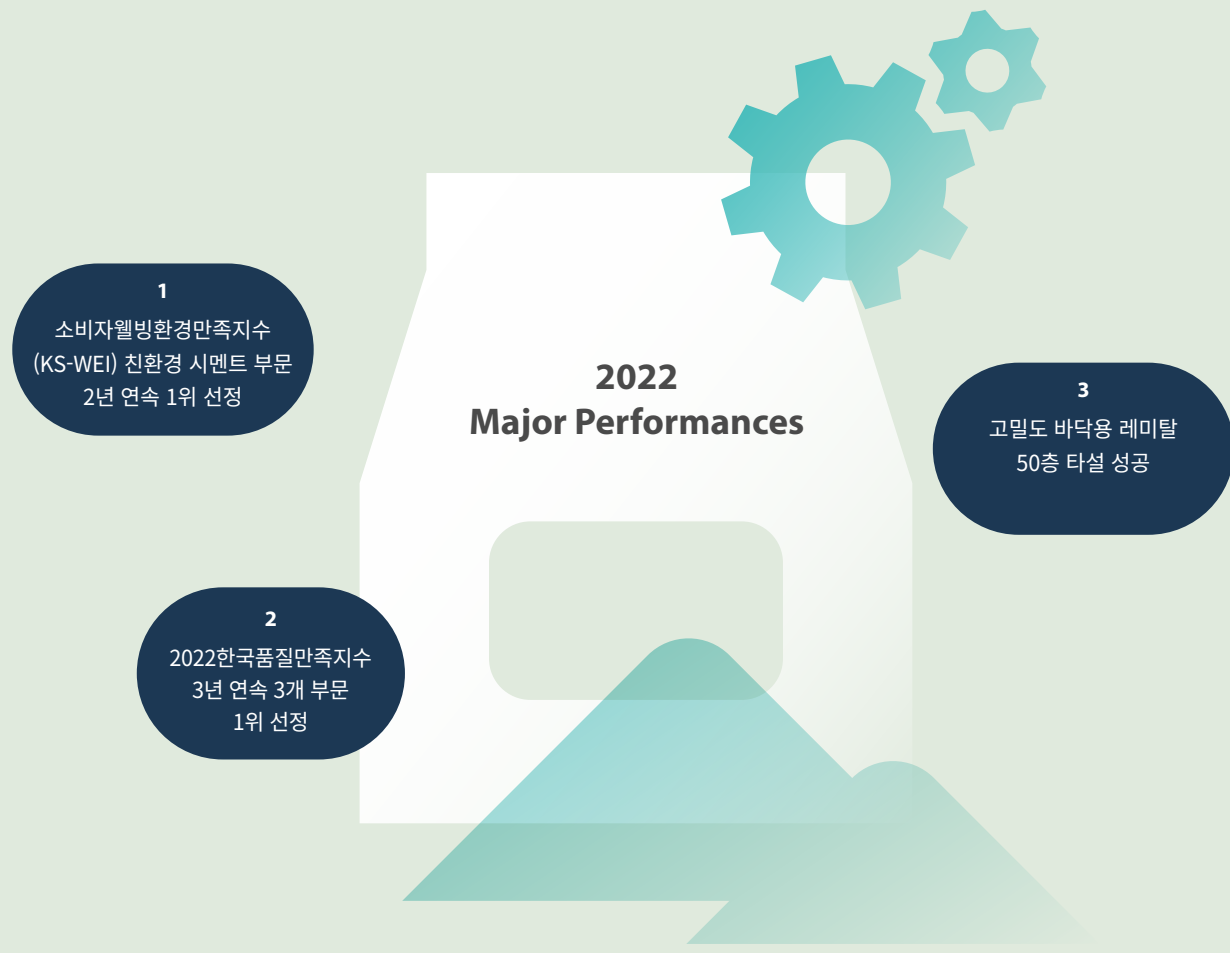 1
소비자웰빙환경만족지수
(KS-WEI) 친환경 시멘트 부문
2년 연속 1위 선정
2022
Major Performances
3
고밀도 바닥용 레미탈
50층 타설 성공
2
2022한국품질만족지수
3년 연속 3개 부문
1위 선정